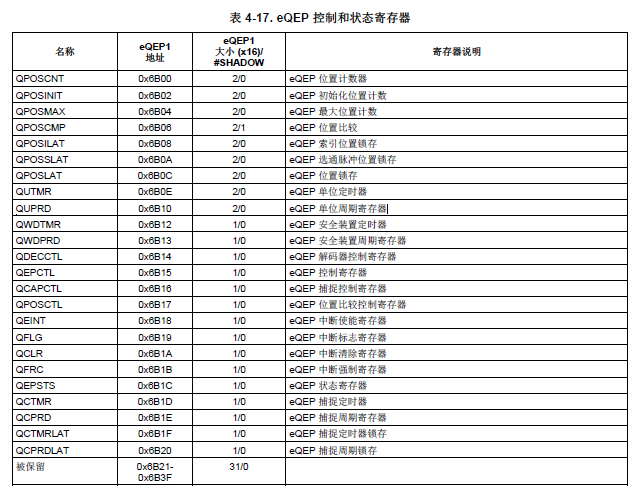 表 4-17. eQEP 控制和状态寄存器
名称 eQEP1 地址 eQEP1 大小 (x16)/ #SHADOW 寄存器说明
QPOSCNT 0x6B00 2/0 eQEP 位置计数器
QPOSINIT 0x6B02 2/0 eQEP 初始化位置计数
QPOSMAX 0x6B04 2/0 eQEP 最大位置计数
QPOSCMP 0x6B06 2/1 eQEP 位置比较
QPOSILAT 0x6B08 2/0 eQEP 索引位置锁存
QPOSSLAT 0x6B0A 2/0 eQEP 选通脉冲位置锁存
QPOSLAT 0x6B0C 2/0 eQEP 位置锁存
QUTMR 0x6B0E 2/0 eQEP 单位定时器
QUPRD 0x6B10 2/0 eQEP 单位周期寄存器
QWDTMR 0x6B12 1/0 eQEP 安全装置定时器
QWDPRD 0x6B13 1/0 eQEP 安全装置周期寄存器
QDECCTL 0x6B14 1/0 eQEP 解码器控制寄存器
QEPCTL 0x6B15 1/0 eQEP 控制寄存器
QCAPCTL 0x6B16 1/0 eQEP 捕捉控制寄存器
QPOSCTL 0x6B17 1/0 eQEP 位置比较控制寄存器
QEINT 0x6B18 1/0 eQEP 中断使能寄存器
QFLG 0x6B19 1/0 eQEP 中断标志寄存器
QCLR 0x6B1A 1/0 eQEP 中断清除寄存器
QFRC 0x6B1B 1/0 eQEP 中断强制寄存器
QEPSTS 0x6B1C 1/0 eQEP 状态寄存器
QCTMR 0x6B1D 1/0 eQEP 捕捉定时器
QCPRD 0x6B1E 1/0 eQEP 捕捉周期寄存器
QCTMRLAT 0x6B1F 1/0 eQEP 捕捉定时器锁存
QCPRDLAT 0x6B20 1/0 eQEP 捕捉周期锁存
被保留 0x6B21- 31/0
0x6B3F